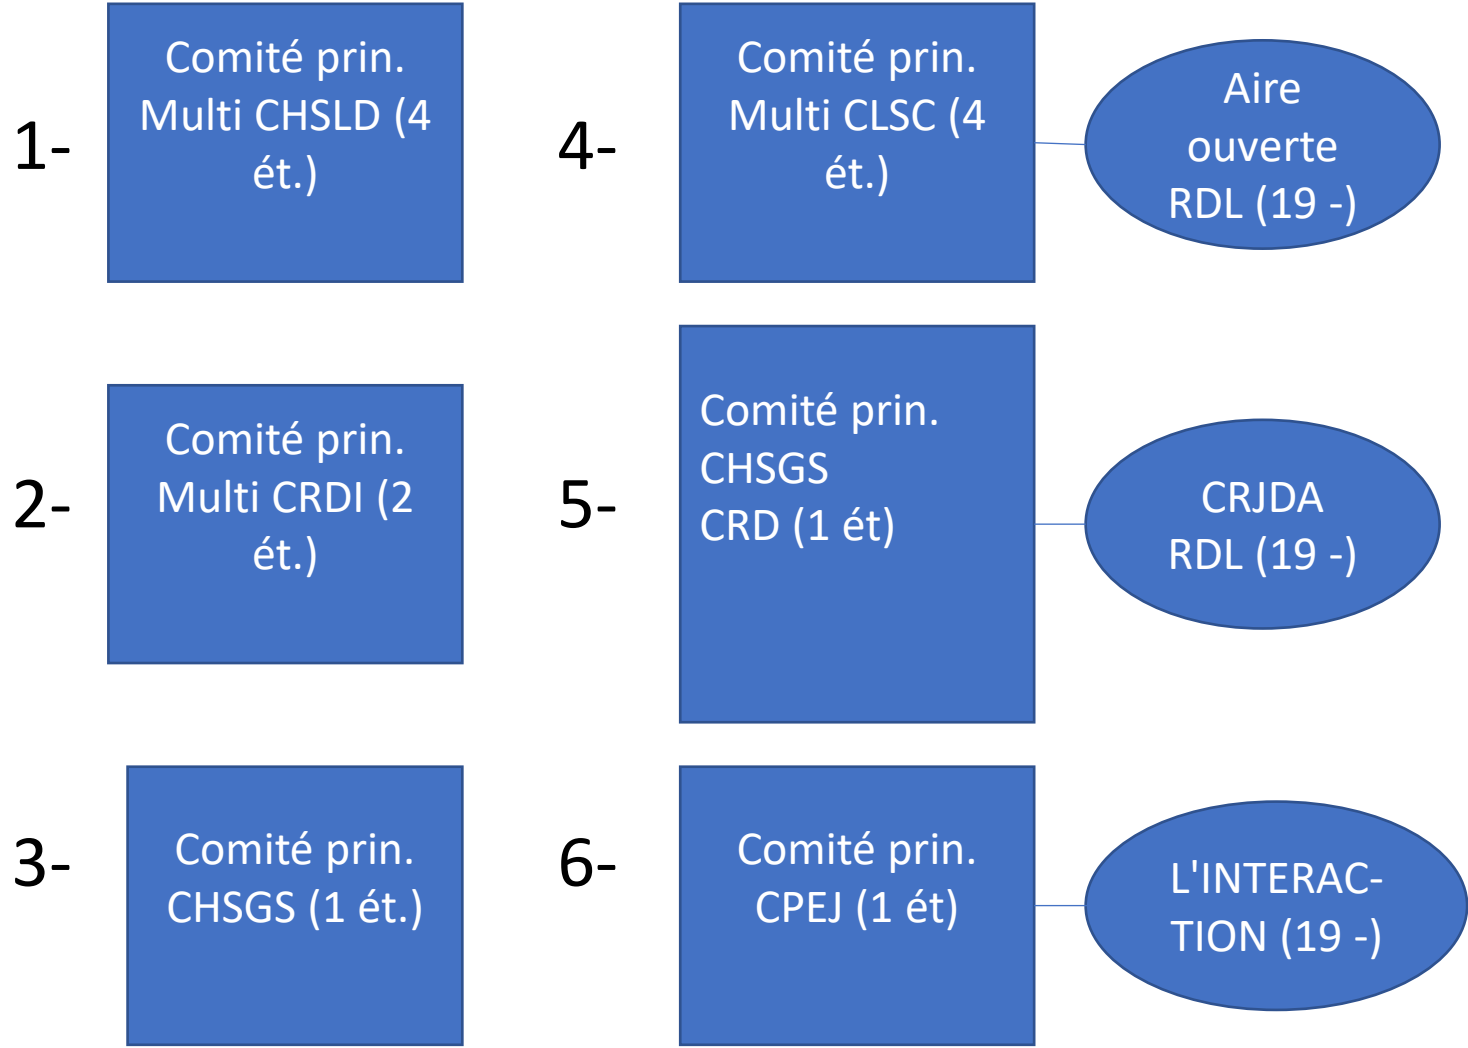 1-
Comité prin.
Multi CHSLD (4
ét.)
4-
Comité prin.
Multi CLSC (4
ét.)
Aire
ouverte
RDL (19 -)
2-
Comité prin.
Multi CRDI (2
ét.)
5-
Comité prin.
CHSGS
CRD (1 ét)
CRJDA
RDL (19 -)
3-
Comité prin.
CHSGS (1 ét.)
6-
Comité prin.
CPEJ (1 ét)
L'INTERAC-
TION (19 -)